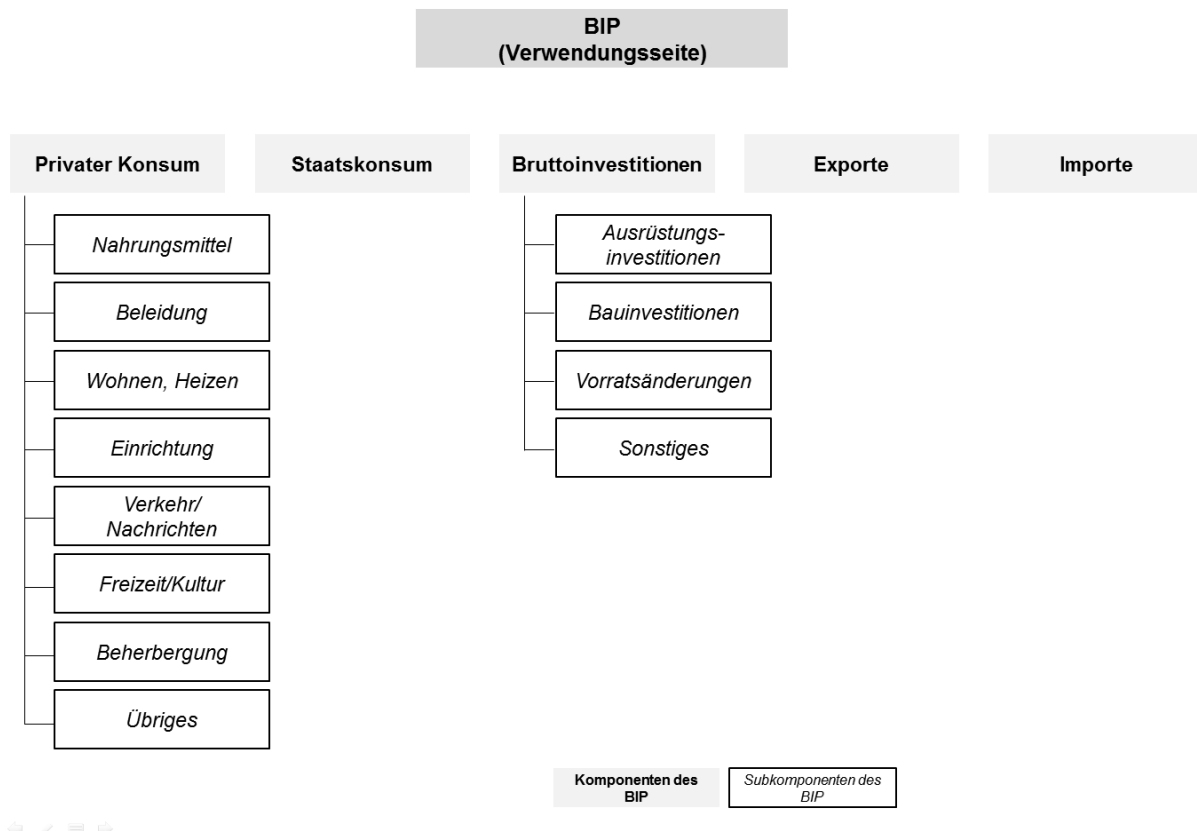 BIP
(Verwendungsseite)
Privater Konsum
Staatskonsum
Bruttoinvestitionen
Exporte
Importe
Nahrungsmittel
Beleidung
Wohnen, Heizen
Einrichtung
Verkehr/
Nachrichten
Freizeit/Kultur
Beherbergung
Übriges
Ausrüstungs-
investitionen
Bauinvestitionen
Vorratsänderungen
Sonstiges
Komponenten des
BIP
Subkomponenten des
BIP